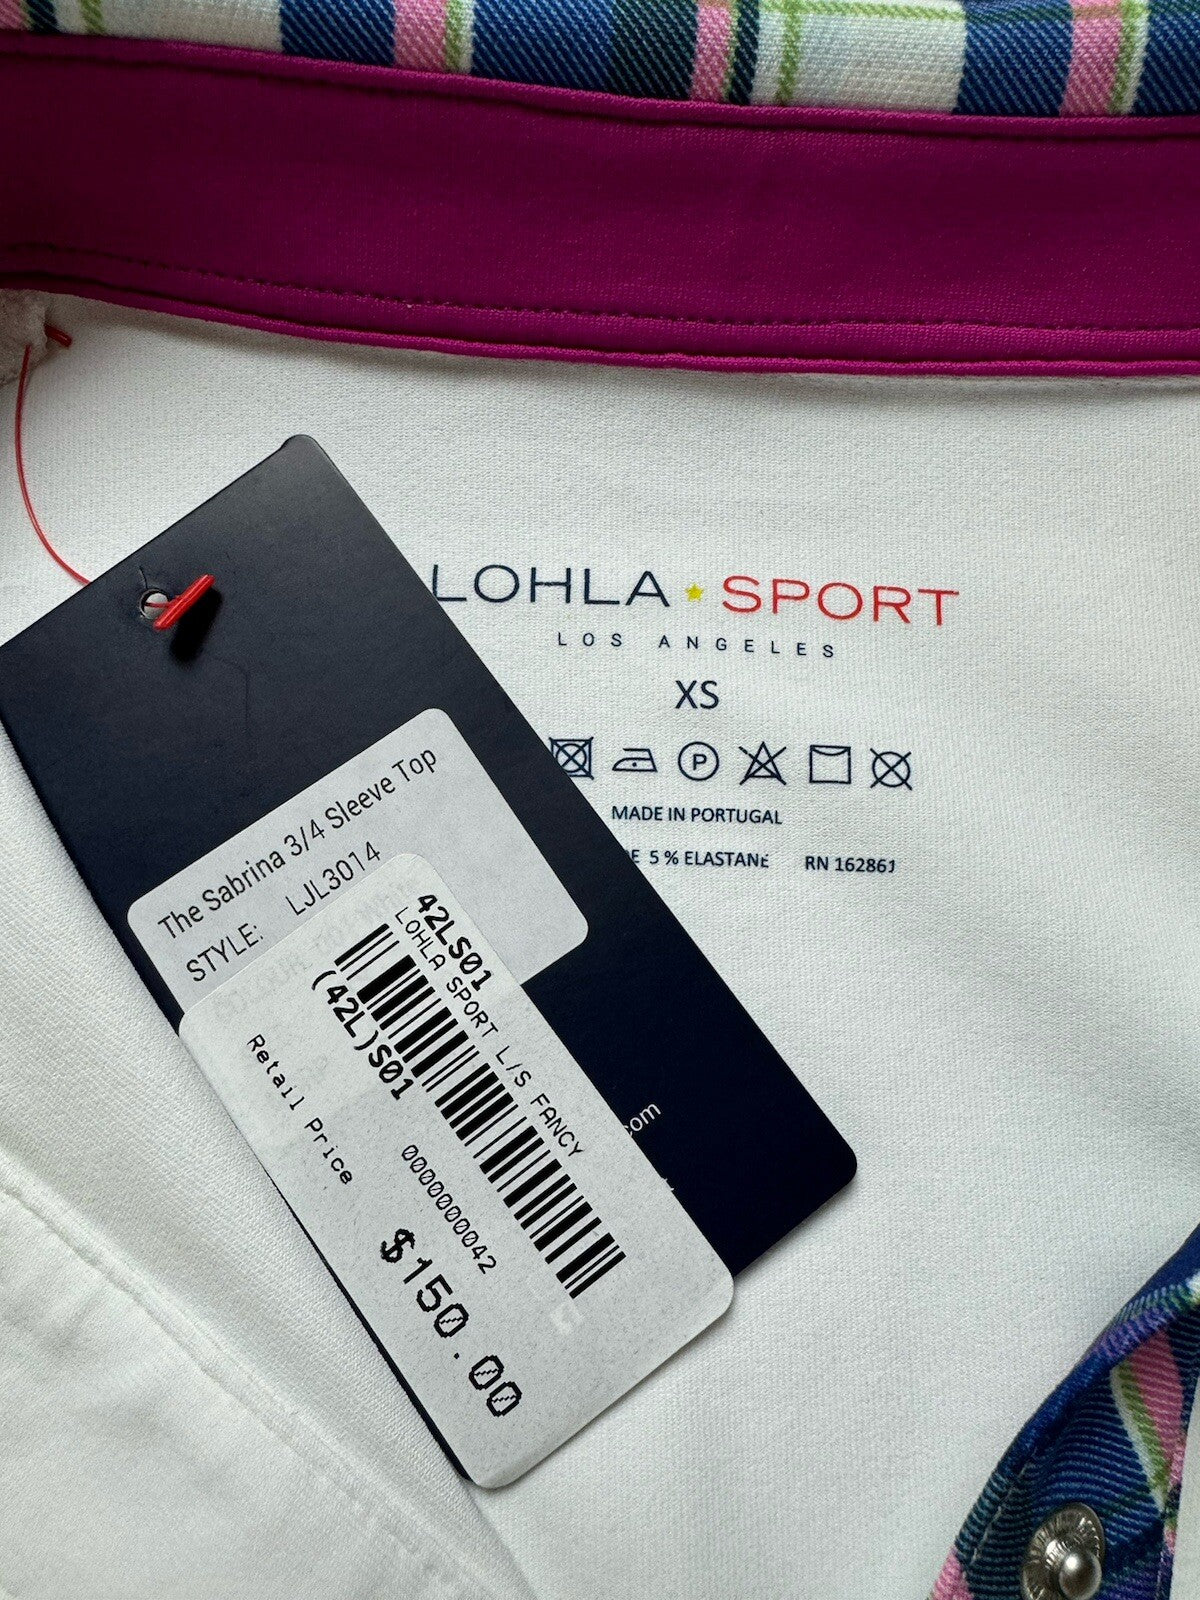 LOHLA SPORT
LOS ANGELES
XS
P
MADE IN PORTUGAL
E 5 % ELASTANE RN 162861
The Sabrina 3/4 Sleeve Top
STYLE: LJL3014
42LS01
LOHLA SPORT L/S FANCY
(42L)S01
0000000042
Retail Price
$150.00
.com